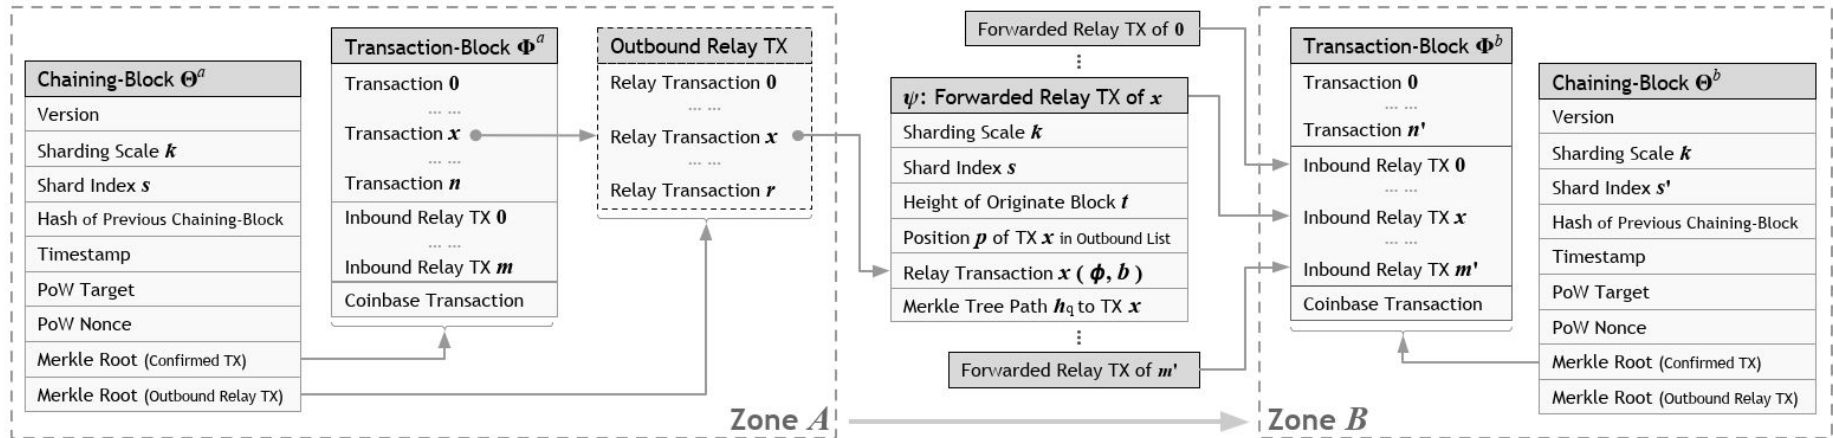 Chaining-Block Θᵃ
Version
Sharding Scale k
Shard Index s
Hash of Previous Chaining-Block
Timestamp
PoW Target
PoW Nonce
Merkle Root (Confirmed TX)
Merkle Root (Outbound Relay TX)
Transaction-Block Φᵃ
Transaction 0
... ...
Transaction x
... ...
Transaction n
Inbound Relay TX 0
... ...
Inbound Relay TX m
Coinbase Transaction
Outbound Relay TX
Relay Transaction 0
... ...
Relay Transaction x
... ...
Relay Transaction r
Zone A
Forwarded Relay TX of 0
ψ: Forwarded Relay TX of x
Sharding Scale k
Shard Index s
Height of Originate Block t
Position p of TX x in Outbound List
Relay Transaction x ( ϕ, b )
Merkle Tree Path hq to TX x
Forwarded Relay TX of m'
Transaction-Block Φᵇ
Transaction 0
... ...
Transaction n'
Inbound Relay TX 0
... ...
Inbound Relay TX x
... ...
Inbound Relay TX m'
Coinbase Transaction
Chaining-Block Θᵇ
Version
Sharding Scale k
Shard Index s'
Hash of Previous Chaining-Block
Timestamp
PoW Target
PoW Nonce
Merkle Root (Confirmed TX)
Merkle Root (Outbound Relay TX)
Zone B